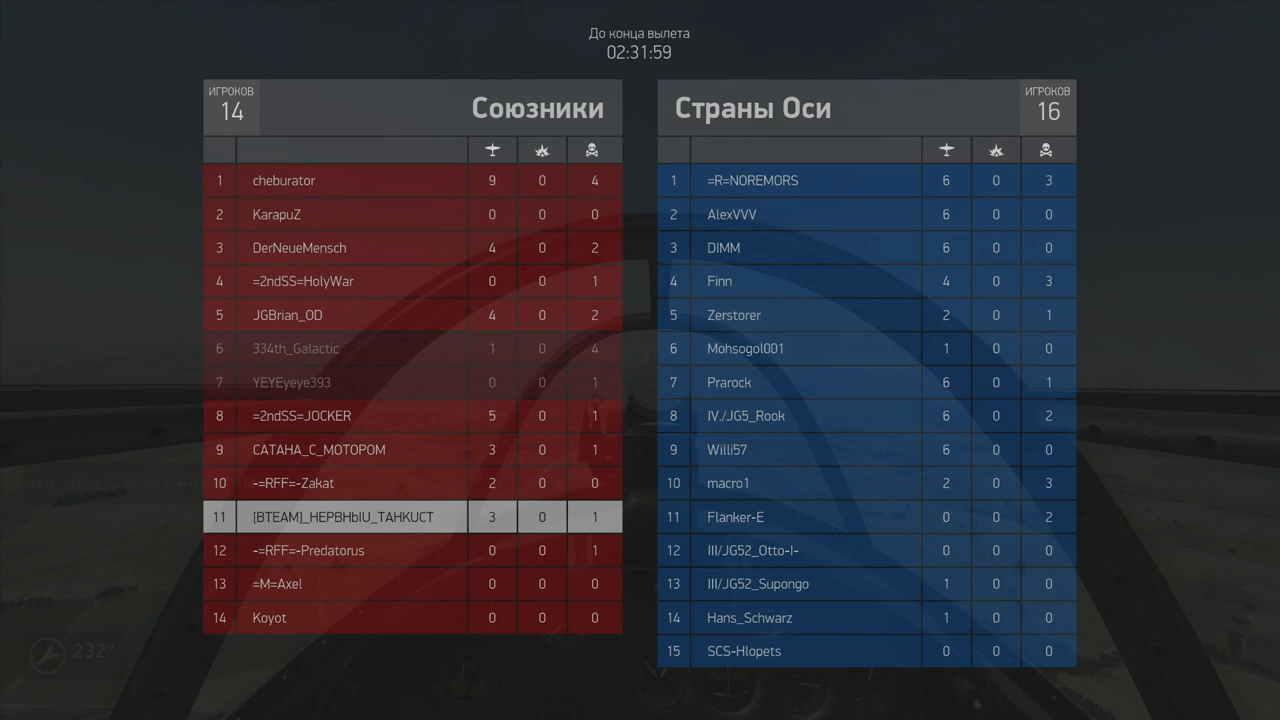 До конца вылета
02:31:59
ИГРОКОВ
14
Союзники
1 cheburator 9 0 4
2 KarapuZ 0 0 0
3 DerNeueMensch 4 0 2
4 =2ndSS=HolyWar 0 0 1
5 JGBrian_OD 4 0 2
6 334th_Galactic 1 0 4
7 YEYEyeye393 0 0 1
8 =2ndSS=JOCKER 5 0 1
9 CATAHA_C_MOTOPOM 3 0 1
10 -=RFF=-Zakat 2 0 0
11 [BTEAM]_HEPBHbIU_TAHKUCT 3 0 1
12 -=RFF=-Predatorus 0 0 1
13 =M=Axel 0 0 0
14 Koyot 0 0 0
Страны Оси
ИГРОКОВ
16
1 =R=NOREMORS 6 0 3
2 AlexVVV 6 0 0
3 DIMM 6 0 0
4 Finn 4 0 3
5 Zerstorer 2 0 1
6 Mohsogol001 1 0 0
7 Prarock 6 0 1
8 IV./JG5_Rook 6 0 2
9 Willi57 6 0 0
10 macro1 2 0 3
11 Flanker-E 0 0 2
12 III/JG52_Otto-I- 0 0 0
13 III/JG52_Supongo 1 0 0
14 Hans_Schwarz 1 0 0
15 SCS-Hlopets 0 0 0
Hans_Schwarz
232°